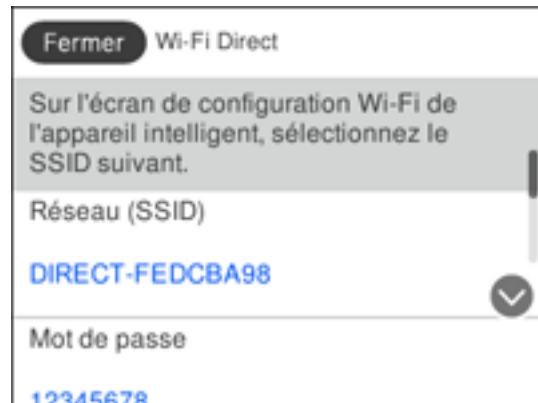 Fermer Wi-Fi Direct
Sur l'écran de configuration Wi-Fi de
l'appareil intelligent, sélectionnez le
SSID suivant.
Réseau (SSID)
DIRECT-FEDCBA98
Mot de passe
12345678